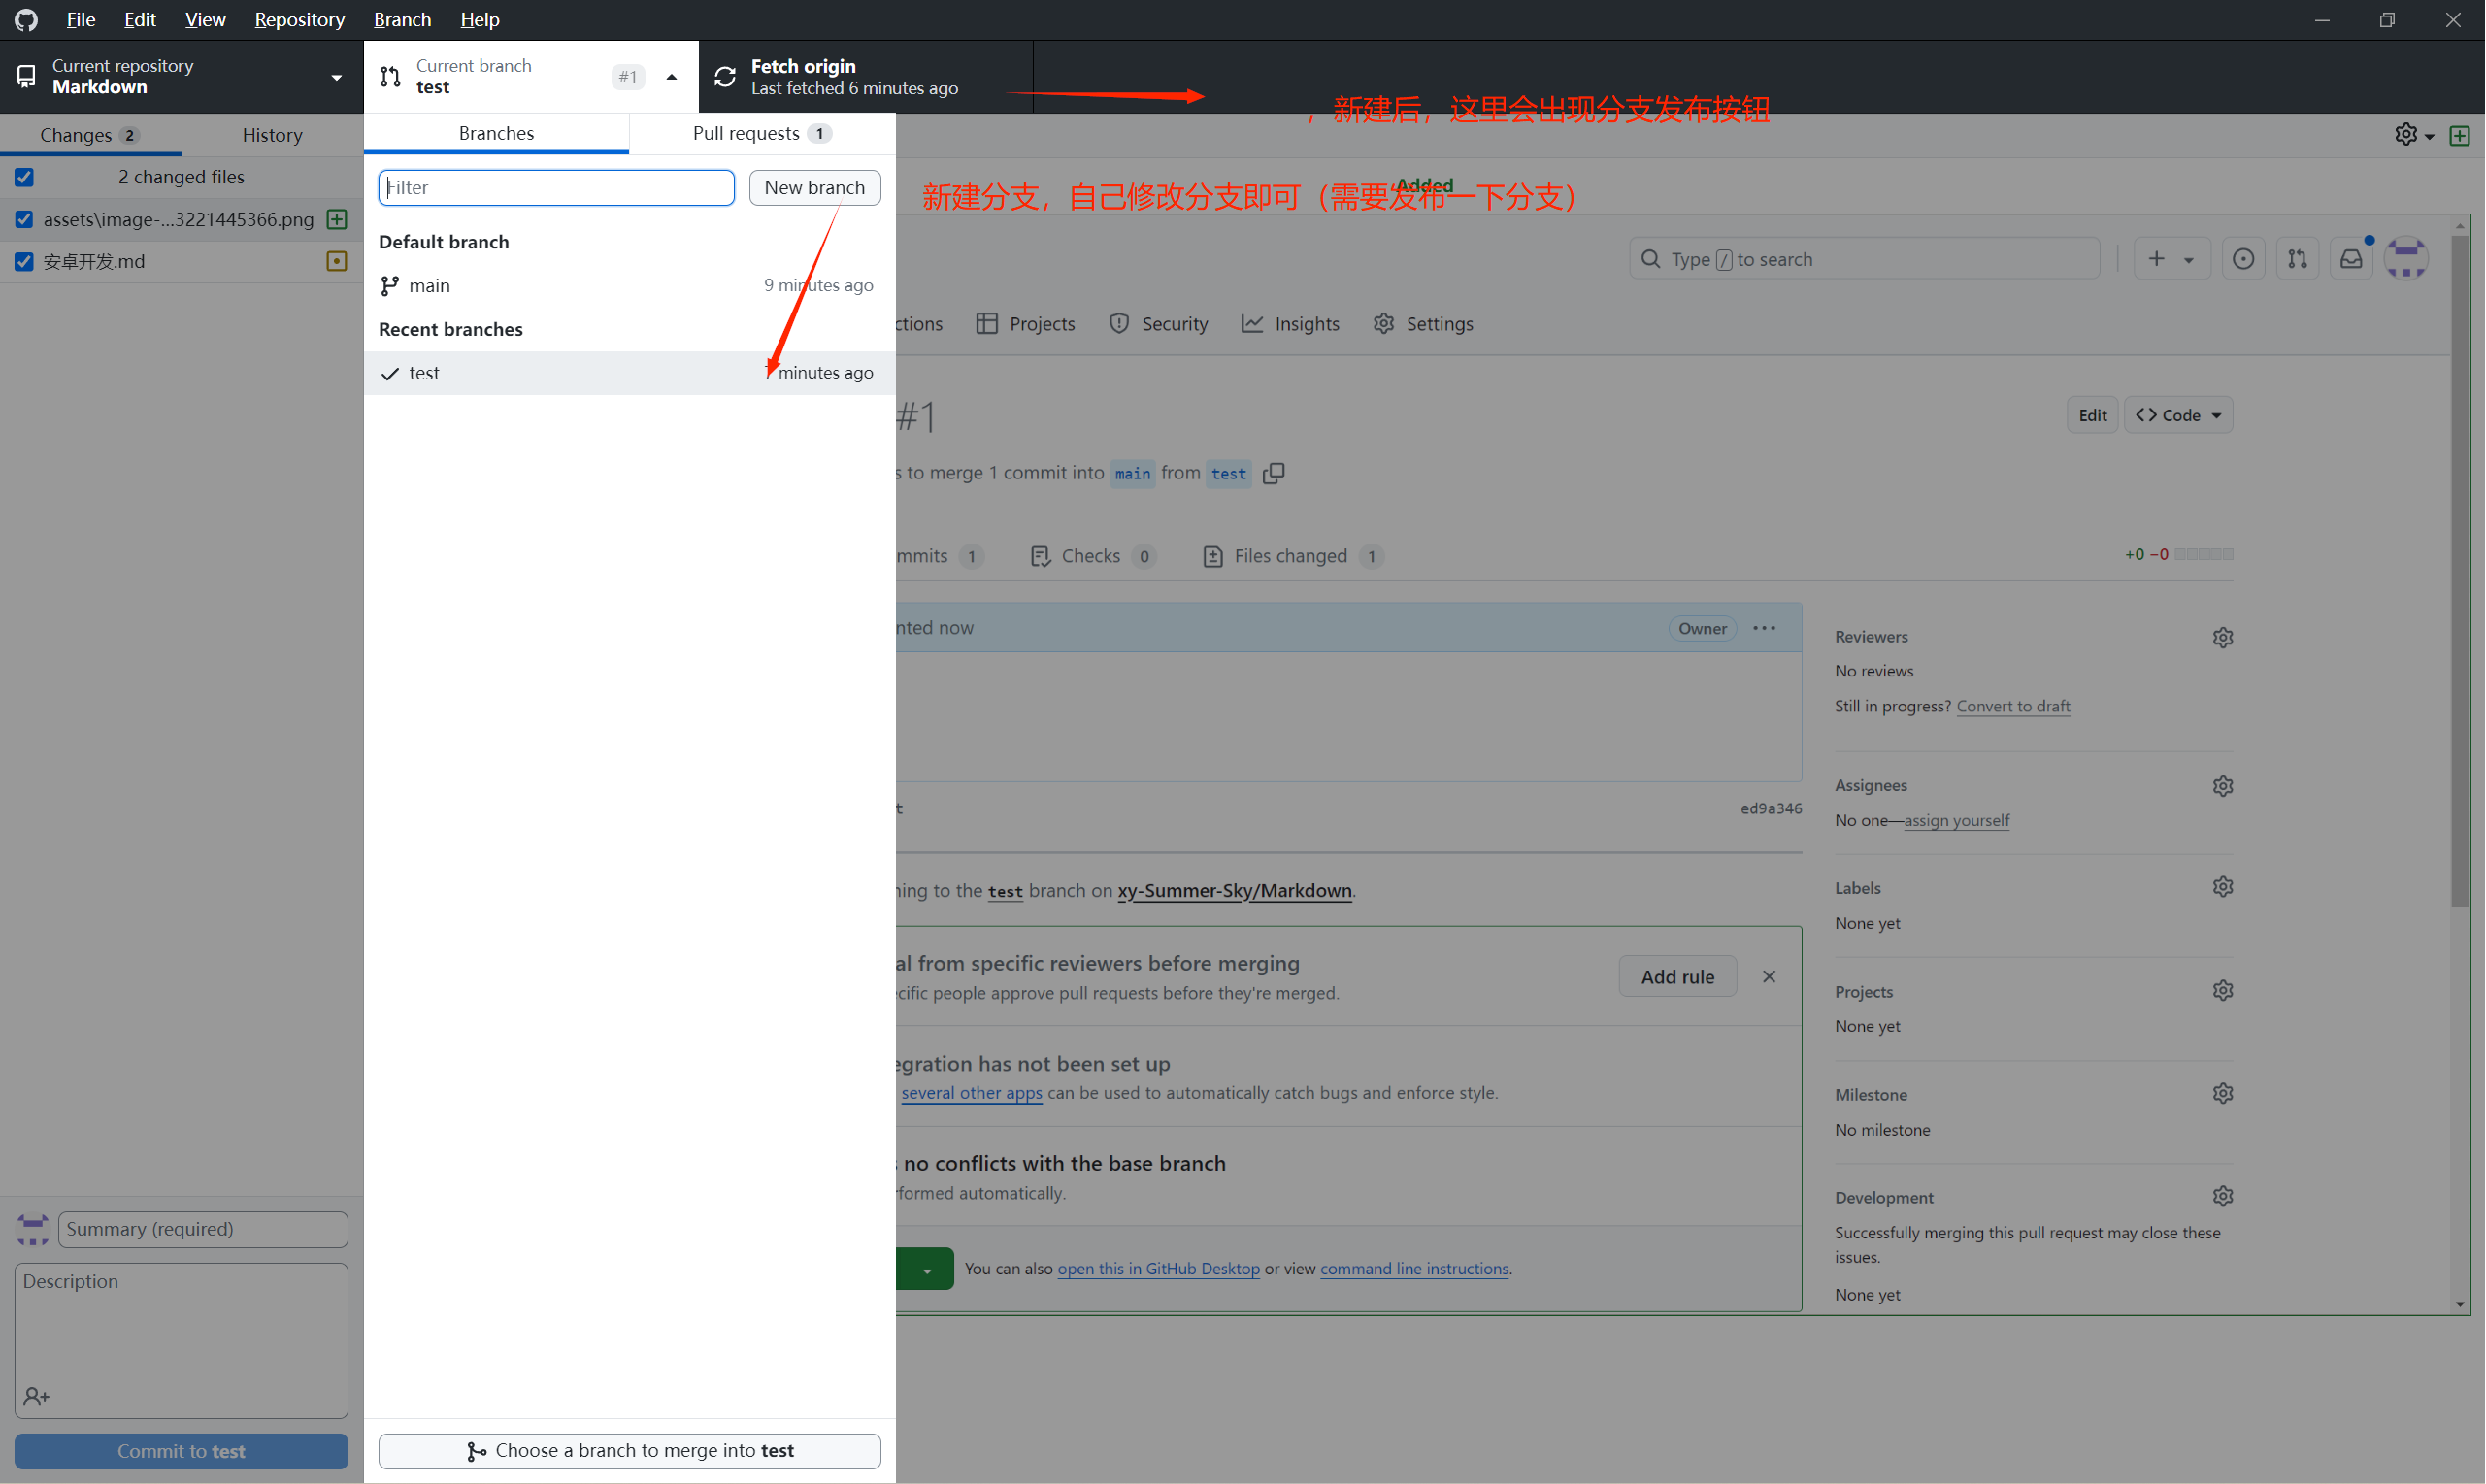 File Edit View Repository Branch Help
Current repository
Markdown
Current branch
test
#1
Fetch origin
Last fetched 6 minutes ago
，新建后，这里会出现分支发布按钮
Changes 2
History
Branches
Pull requests 1
2 changed files
Filter
New branch
新建分支，自己修改分支即可（需要发布一下分支）
Added
assets\image-...3221445366.png
安卓开发.md
Default branch
main
9 minutes ago
Recent branches
test
7 minutes ago
Type / to search
ctions
Projects
Security
Insights
Settings
#1
Edit
Code
s to merge 1 commit into main from test
mmits 1
Checks 0
Files changed 1
+0 −0
nted now
Owner
Reviewers
No reviews
Still in progress? Convert to draft
Assignees
No one—assign yourself
t
ed9a346
Labels
None yet
ning to the test branch on xy-Summer-Sky/Markdown.
al from specific reviewers before merging
cific people approve pull requests before they're merged.
Add rule
Projects
None yet
egration has not been set up
several other apps can be used to automatically catch bugs and enforce style.
Milestone
No milestone
s no conflicts with the base branch
rformed automatically.
Development
Successfully merging this pull request may close these
issues.
None yet
You can also open this in GitHub Desktop or view command line instructions.
Summary (required)
Description
Commit to test
Choose a branch to merge into test